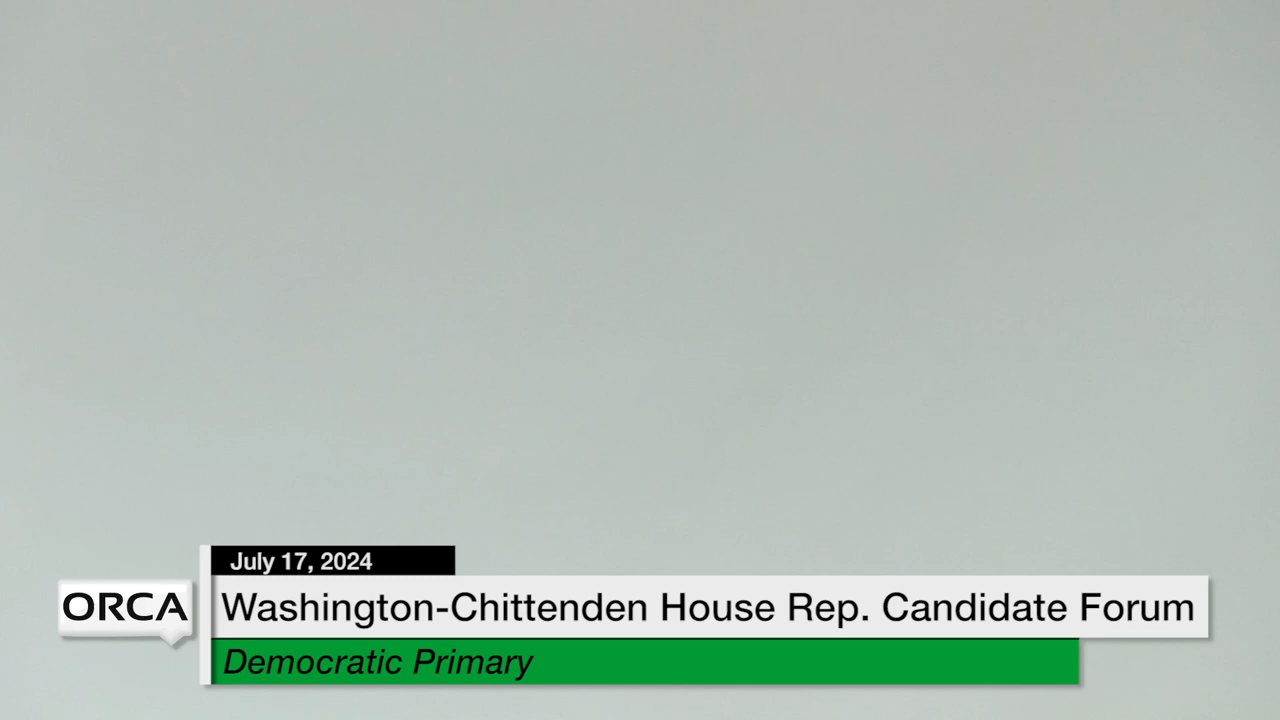 July 17, 2024
ORCA
Washington-Chittenden House Rep. Candidate Forum
Democratic Primary